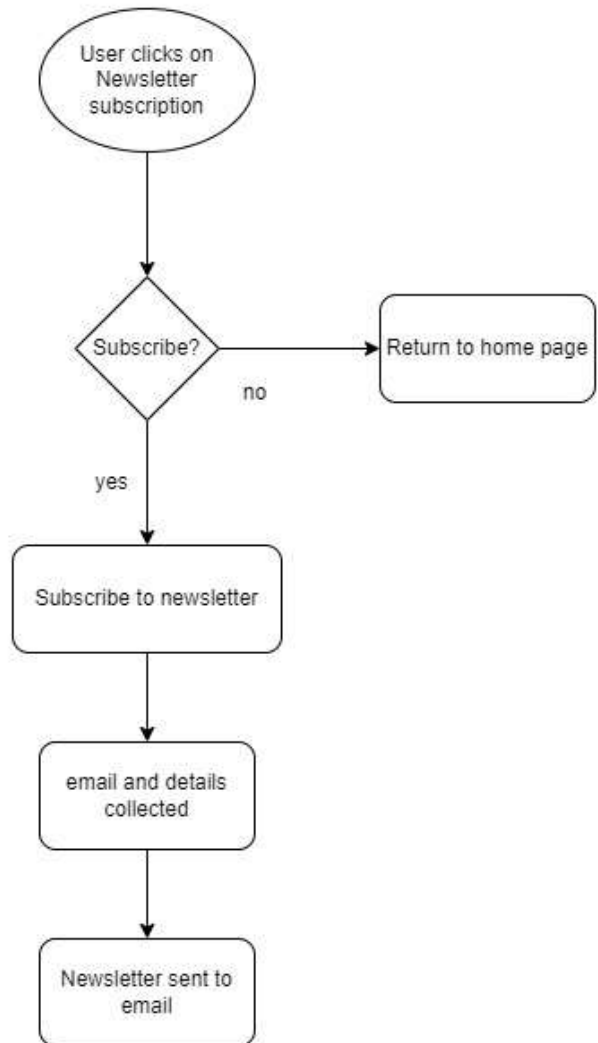 User clicks on
Newsletter
subscription
Subscribe?
Return to home page
no
yes
Subscribe to newsletter
email and details
collected
Newsletter sent to
email